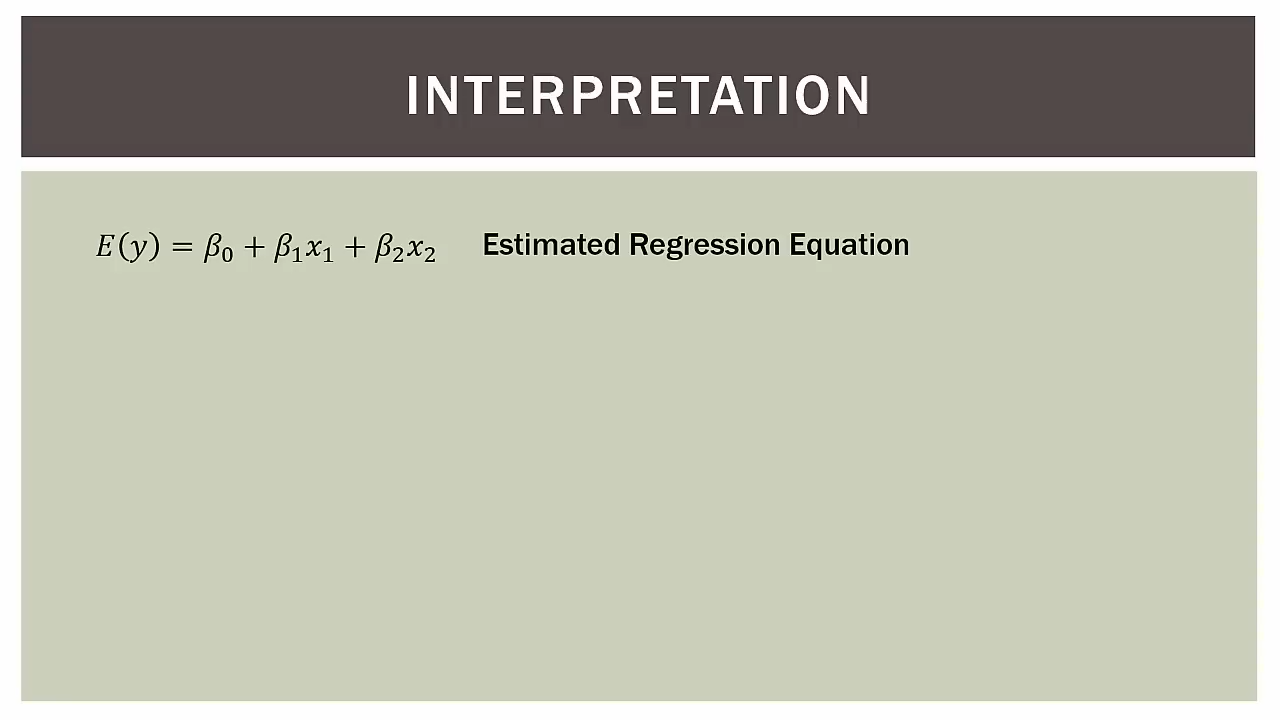 INTERPRETATION
𝐸(𝑦) = 𝛽₀ + 𝛽₁𝑥₁ + 𝛽₂𝑥₂ Estimated Regression Equation